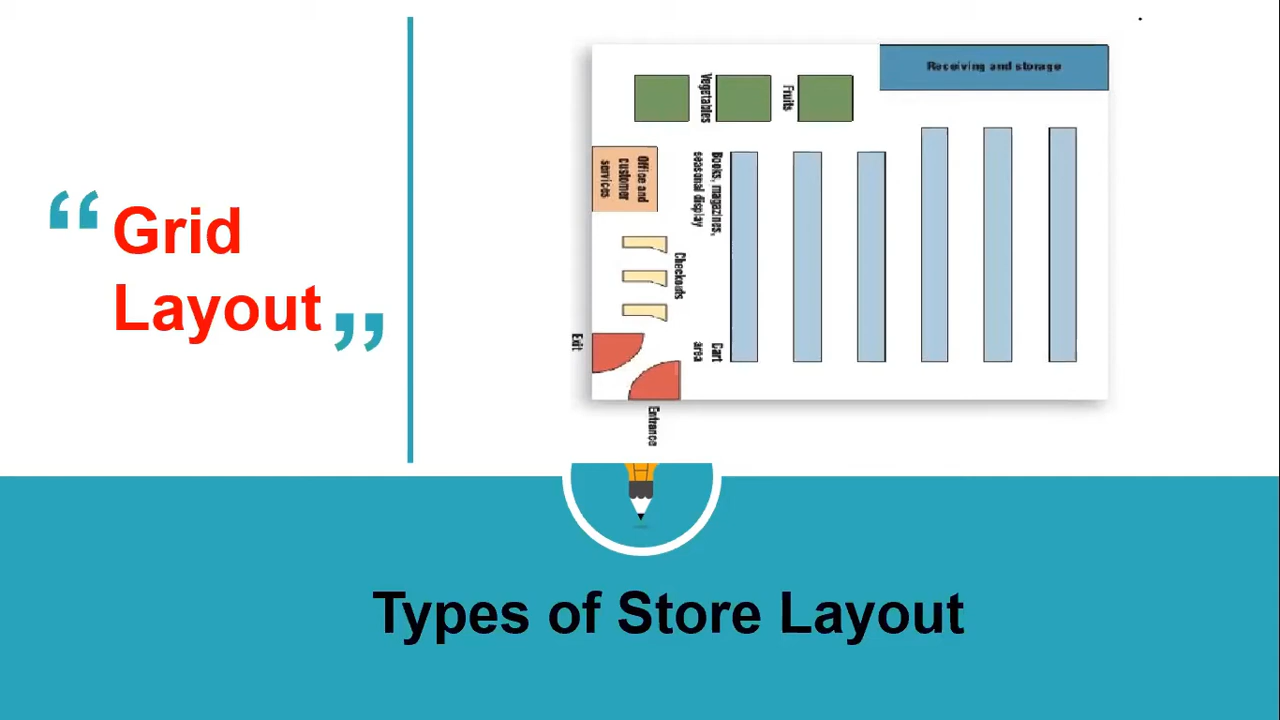 “Grid
Layout”
Receiving and storage
Vegetables
Fruits
Office and
customer
services
Books, magazines,
seasonal display
Checkouts
Exit
Cart
area
Entrance
Types of Store Layout